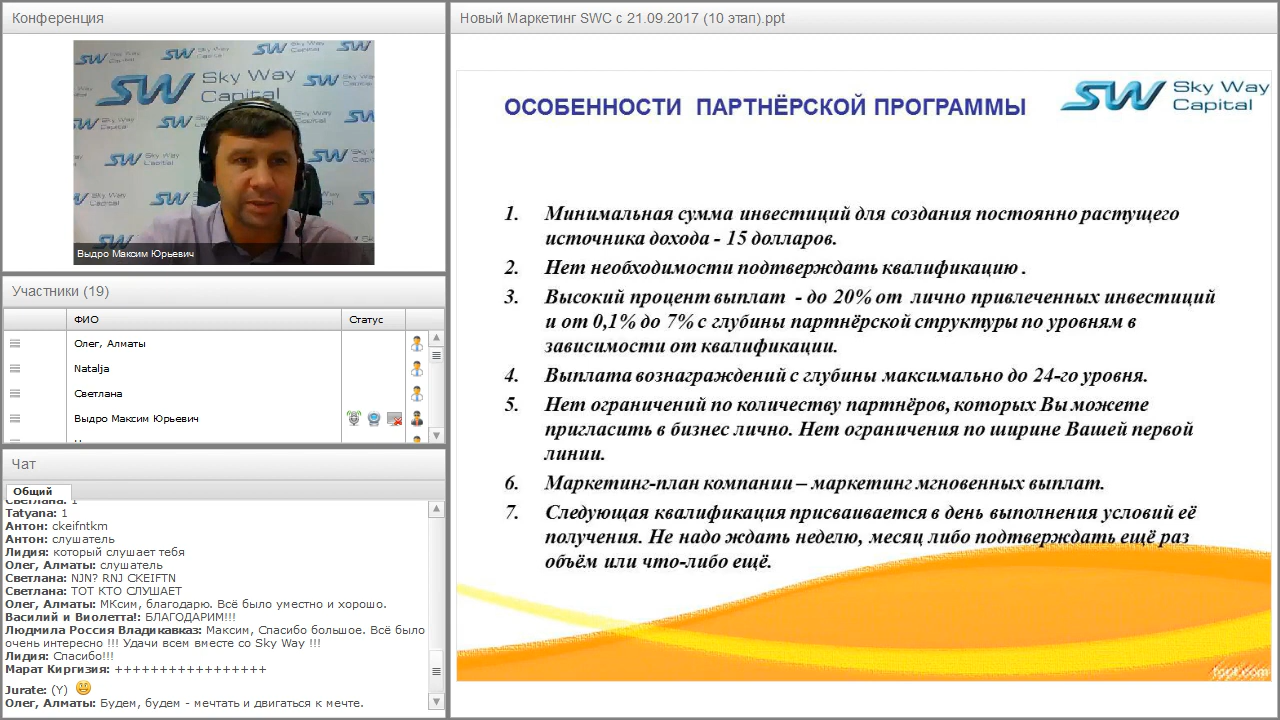 Конференция
Sky Way
Capital
Выдро Максим Юрьевич
Участники (19)
ФИО
Статус
Олег, Алматы
Natalja
Светлана
Выдро Максим Юрьевич
Чат
Общий
Светлана: 1
Tatyana: 1
Антон: ckeifntkm
Антон: слушатель
Лидия: который слушает тебя
Олег, Алматы: слушатель
Светлана: NJN? RNJ CKEIFTN
Светлана: ТОТ КТО СЛУШАЕТ
Олег, Алматы: МКсим, благодарю. Всё было уместно и хорошо.
Василий и Виолетта!: БЛАГОДАРИМ!!!
Людмила Россия Владикавказ: Максим, Спасибо большое. Всё было
очень интересно !!! Удачи всем вместе со Sky Way !!!
Лидия: Спасибо!!!
Марат Киргизия: +++++++++++++++++
Jurate: (Y)
Олег, Алматы: Будем, будем - мечтать и двигаться к мечте.
Новый Маркетинг SWC с 21.09.2017 (10 этап).ppt
ОСОБЕННОСТИ ПАРТНЁРСКОЙ ПРОГРАММЫ
SW Sky Way
Capital
1. Минимальная сумма инвестиций для создания постоянно растущего
источника дохода - 15 долларов.
2. Нет необходимости подтверждать квалификацию .
3. Высокий процент выплат - до 20% от лично привлеченных инвестиций
и от 0,1% до 7% с глубины партнёрской структуры по уровням в
зависимости от квалификации.
4. Выплата вознаграждений с глубины максимально до 24-го уровня.
5. Нет ограничений по количеству партнёров, которых Вы можете
пригласить в бизнес лично. Нет ограничения по ширине Вашей первой
линии.
6. Маркетинг-план компании – маркетинг мгновенных выплат.
7. Следующая квалификация присваивается в день выполнения условий её
получения. Не надо ждать неделю, месяц либо подтверждать ещё раз
объём или что-либо ещё.
fppt.com